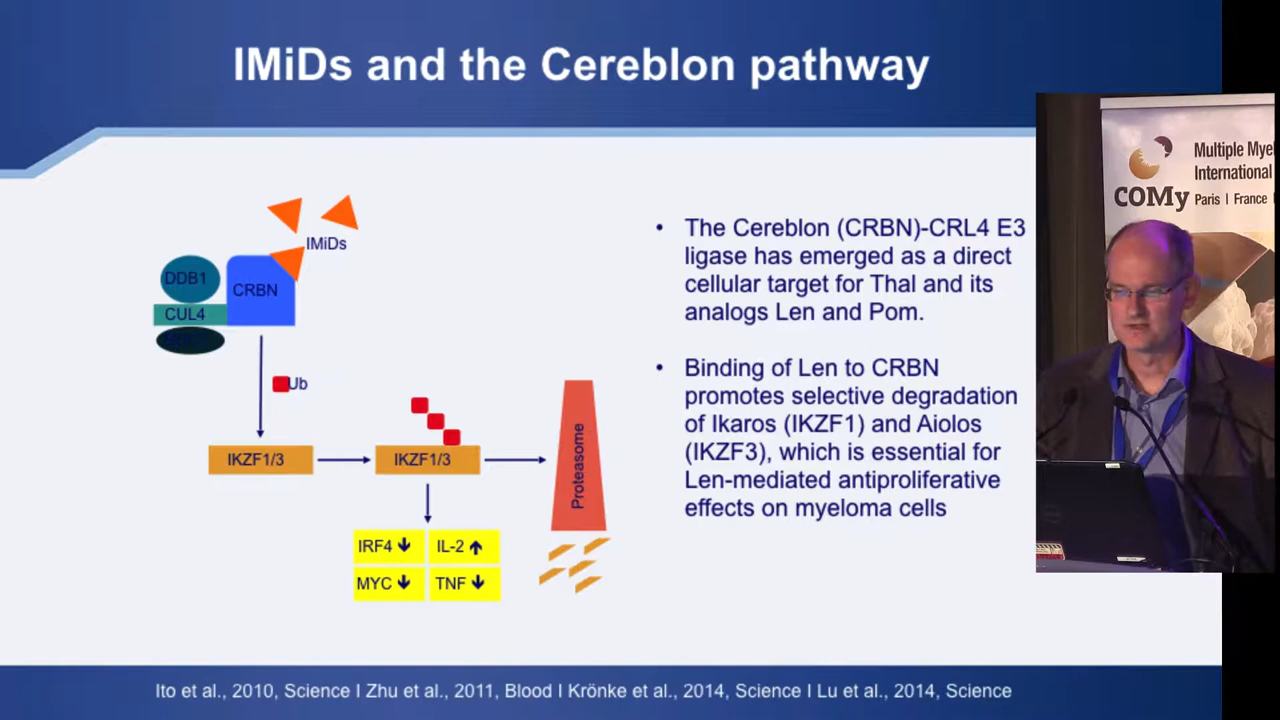 IMiDs and the Cereblon pathway
IMiDs
DDB1
CRBN
CUL4
Ub
IKZF1/3
IKZF1/3
Proteasome
IRF4
IL-2
MYC
TNF
• The Cereblon (CRBN)-CRL4 E3
ligase has emerged as a direct
cellular target for Thal and its
analogs Len and Pom.
• Binding of Len to CRBN
promotes selective degradation
of Ikaros (IKZF1) and Aiolos
(IKZF3), which is essential for
Len-mediated antiproliferative
effects on myeloma cells
Multiple Mye
International
COMy
Paris I France
Ito et al., 2010, Science I Zhu et al., 2011, Blood I Krönke et al., 2014, Science I Lu et al., 2014, Science